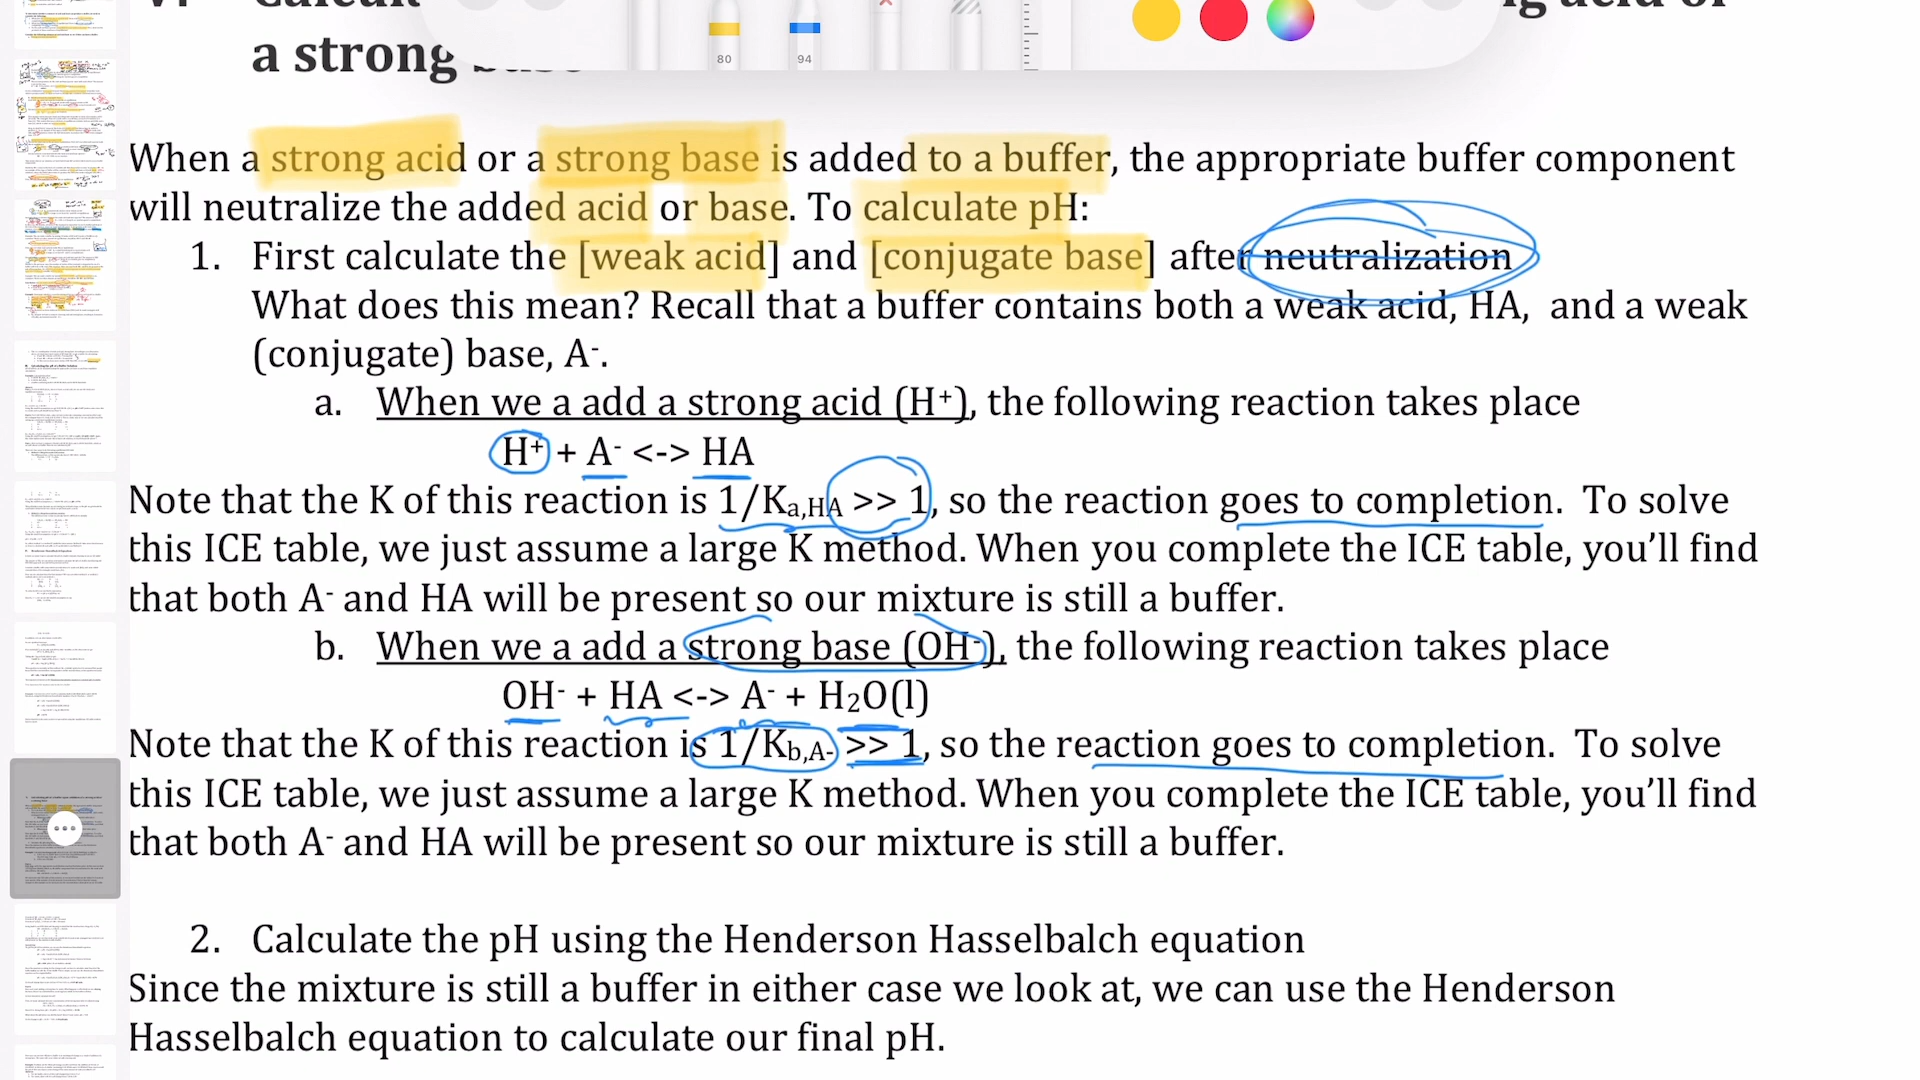 a strong
80
94
When a strong acid or a strong base is added to a buffer, the appropriate buffer component
will neutralize the added acid or base. To calculate pH:
1. First calculate the [weak acid] and [conjugate base] after neutralization
What does this mean? Recall that a buffer contains both a weak acid, HA, and a weak
(conjugate) base, A⁻.
a. When we a add a strong acid (H⁺), the following reaction takes place
H⁺ + A⁻ <-> HA
Note that the K of this reaction is 1/Ka,HA >> 1, so the reaction goes to completion. To solve
this ICE table, we just assume a large K method. When you complete the ICE table, you’ll find
that both A⁻ and HA will be present so our mixture is still a buffer.
b. When we a add a strong base (OH⁻), the following reaction takes place
OH⁻ + HA <-> A⁻ + H₂O(l)
Note that the K of this reaction is 1/Kb,A- >> 1, so the reaction goes to completion. To solve
this ICE table, we just assume a large K method. When you complete the ICE table, you’ll find
that both A⁻ and HA will be present so our mixture is still a buffer.
2. Calculate the pH using the Henderson Hasselbalch equation
Since the mixture is still a buffer in either case we look at, we can use the Henderson
Hasselbalch equation to calculate our final pH.